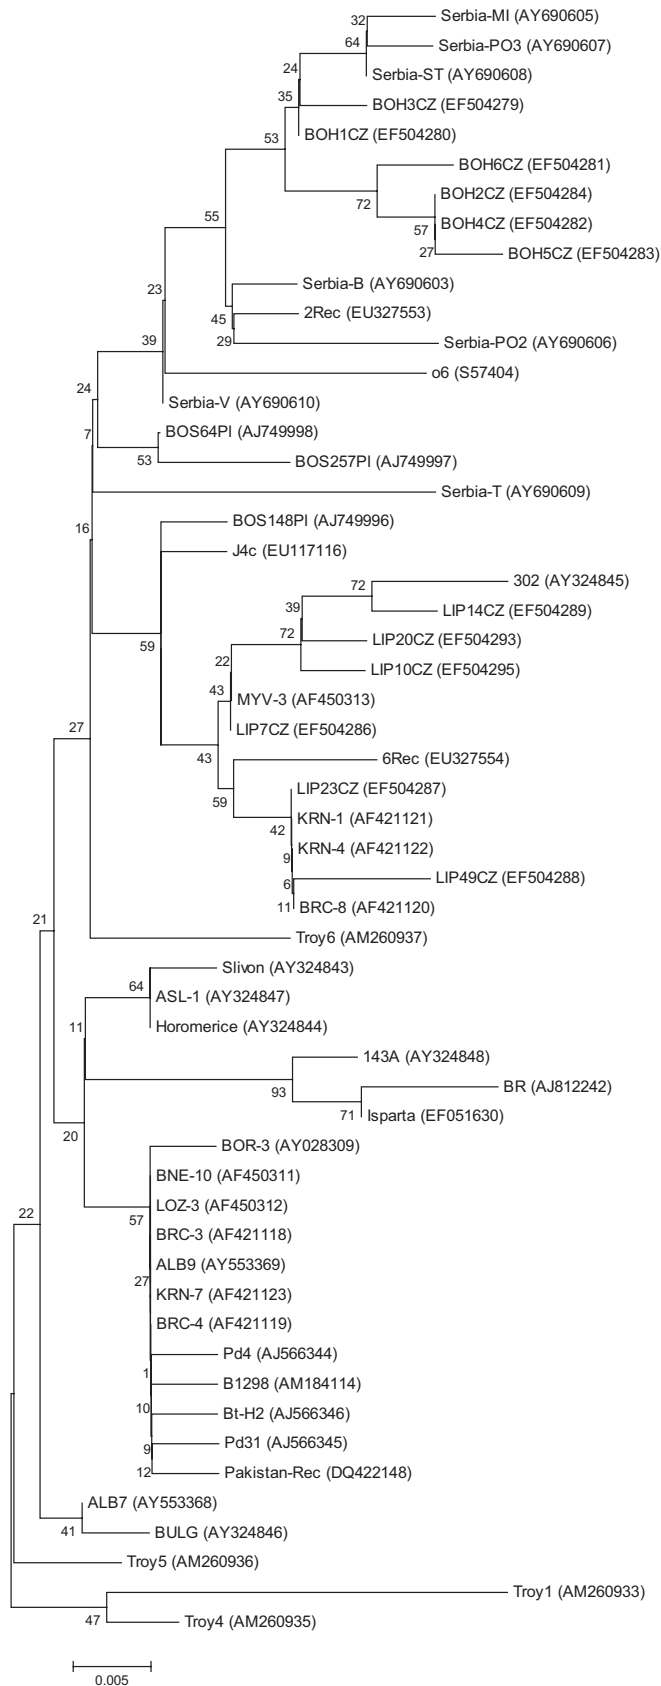 32
Serbia-MI (AY690605)
64
Serbia-PO3 (AY690607)
24
Serbia-ST (AY690608)
35
BOH3CZ (EF504279)
53
BOH1CZ (EF504280)
BOH6CZ (EF504281)
72
BOH2CZ (EF504284)
55
57
BOH4CZ (EF504282)
27
BOH5CZ (EF504283)
23
Serbia-B (AY690603)
45
2Rec (EU327553)
39
29
Serbia-PO2 (AY690606)
o6 (S57404)
24
Serbia-V (AY690610)
7
BOS64Pl (AJ749998)
53
BOS257Pl (AJ749997)
Serbia-T (AY690609)
16
BOS148Pl (AJ749996)
J4c (EU117116)
72
302 (AY324845)
39
LIP14CZ (EF504289)
59
72
LIP20CZ (EF504293)
22
LIP10CZ (EF504295)
43
MYV-3 (AF450313)
27
LIP7CZ (EF504286)
43
6Rec (EU327554)
59
LIP23CZ (EF504287)
42
KRN-1 (AF421121)
9
KRN-4 (AF421122)
6
LIP49CZ (EF504288)
11
BRC-8 (AF421120)
21
Troy6 (AM260937)
64
Slivon (AY324843)
ASL-1 (AY324847)
11
Horomerice (AY324844)
143A (AY324848)
93
BR (AJ812242)
71
Isparta (EF051630)
20
BOR-3 (AY028309)
BNE-10 (AF450311)
22
57
LOZ-3 (AF450312)
BRC-3 (AF421118)
ALB9 (AY553369)
27
KRN-7 (AF421123)
BRC-4 (AF421119)
Pd4 (AJ566344)
1
B1298 (AM184114)
10
Bt-H2 (AJ566346)
9
Pd31 (AJ566345)
12
Pakistan-Rec (DQ422148)
ALB7 (AY553368)
41
BULG (AY324846)
Troy5 (AM260936)
Troy1 (AM260933)
47
Troy4 (AM260935)
0.005